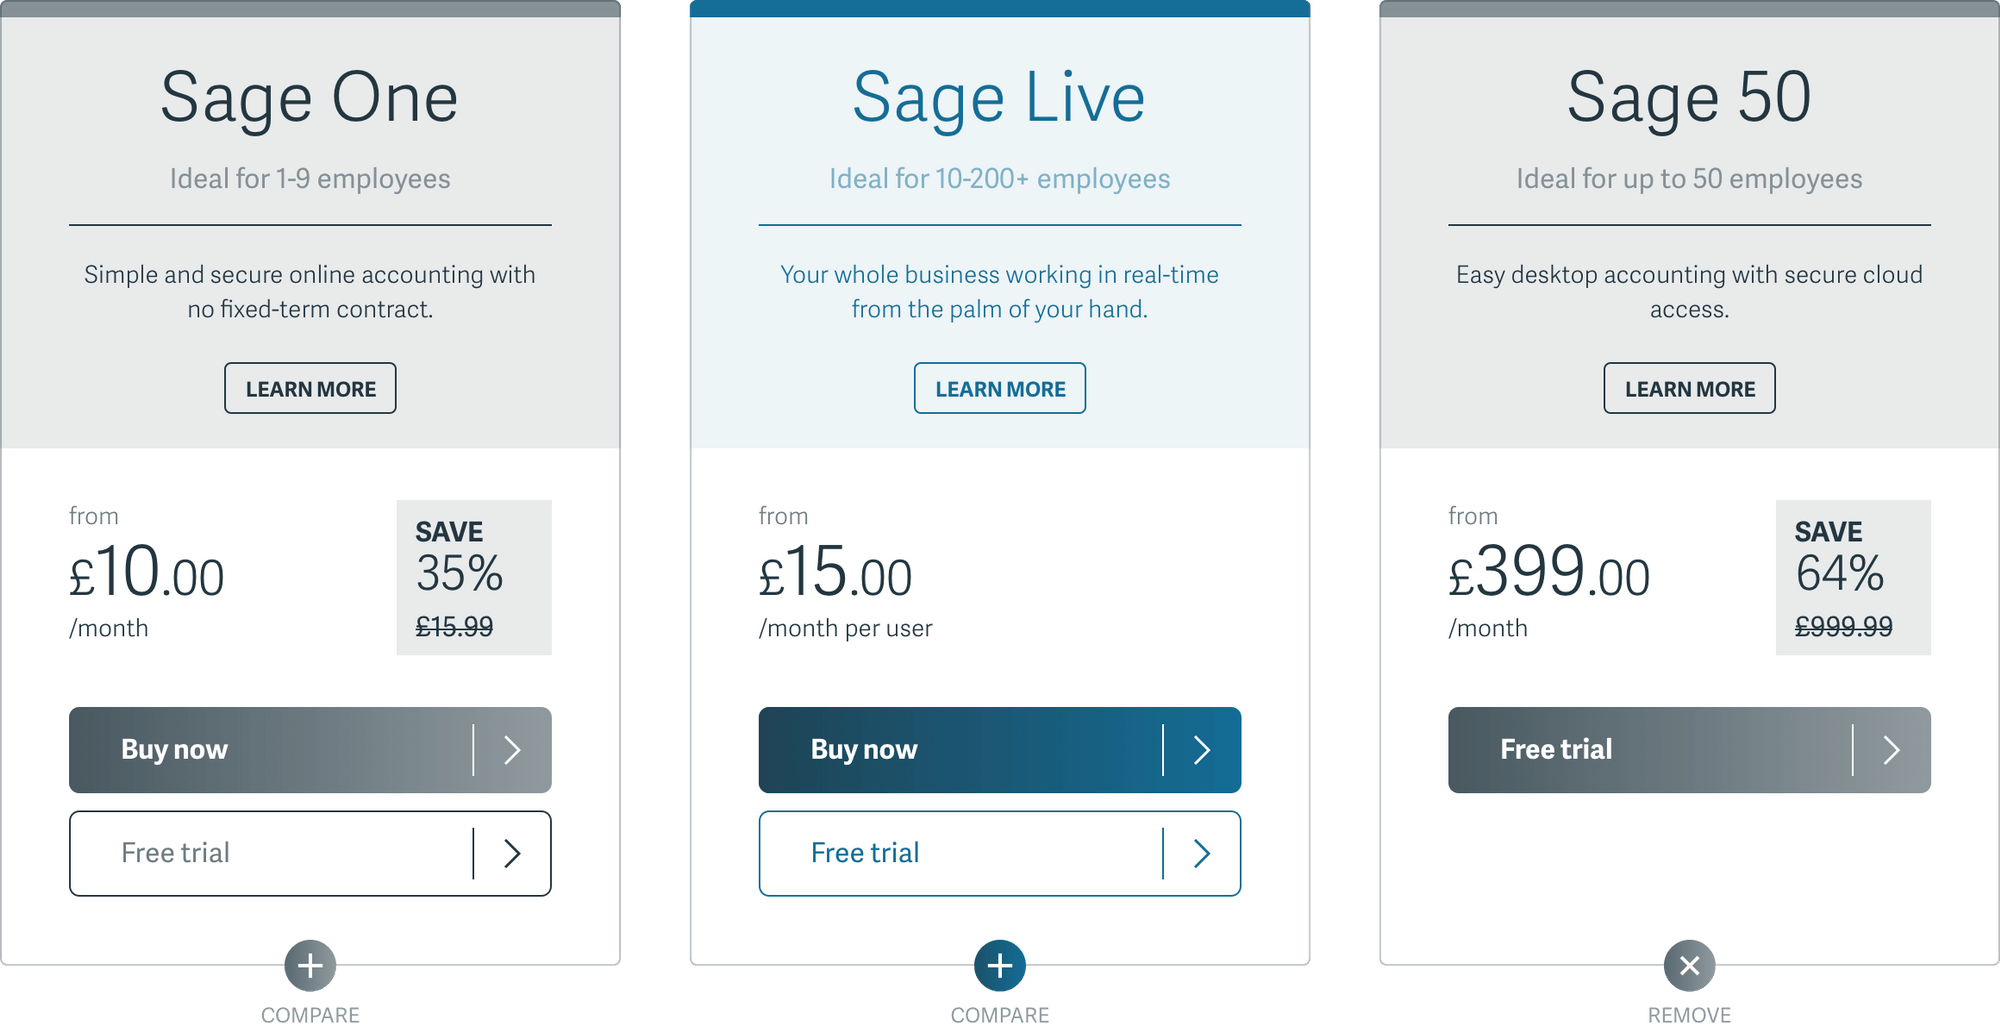 Sage One
Ideal for 1-9 employees
Simple and secure online accounting with
no fixed-term contract.
LEARN MORE
from
£10.00
/month
SAVE
35%
£15.99
Buy now
Free trial
COMPARE
Sage Live
Ideal for 10-200+ employees
Your whole business working in real-time
from the palm of your hand.
LEARN MORE
from
£15.00
/month per user
Buy now
Free trial
COMPARE
Sage 50
Ideal for up to 50 employees
Easy desktop accounting with secure cloud
access.
LEARN MORE
from
£399.00
/month
SAVE
64%
£999.99
Free trial
REMOVE